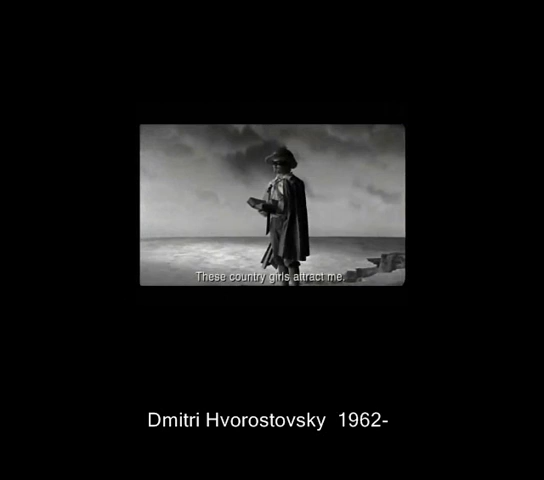 These country girls attract me.
Dmitri Hvorostovsky  1962-